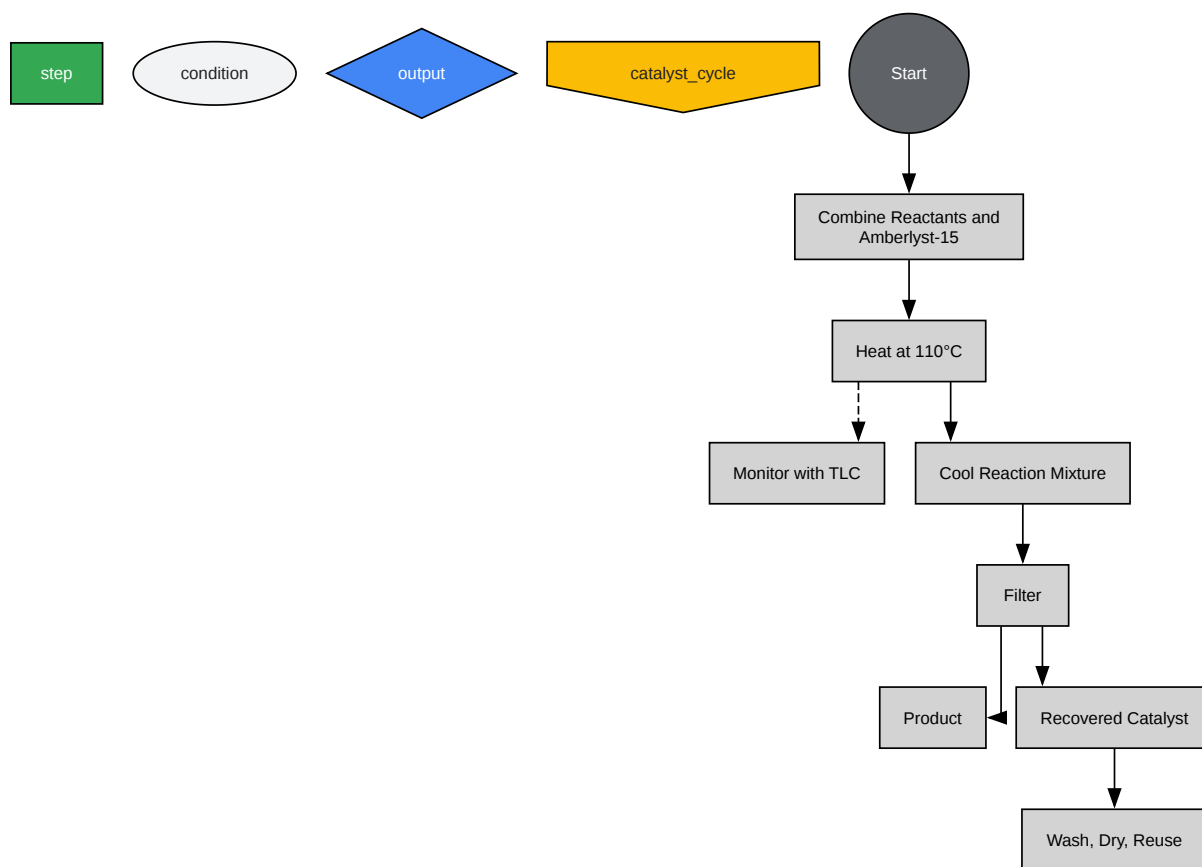 step
condition
output
catalyst_cycle
Start
Combine Reactants and
Amberlyst-15
Heat at 110°C
Monitor with TLC
Cool Reaction Mixture
Filter
Product
Recovered Catalyst
Wash, Dry, Reuse